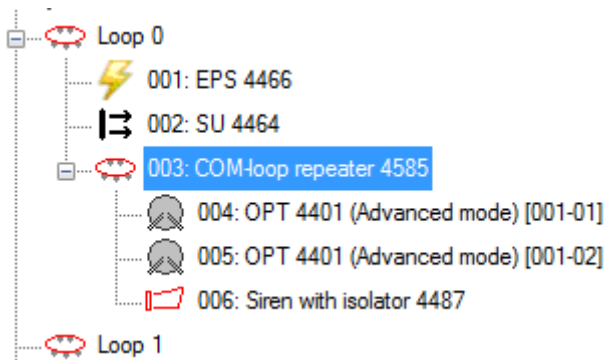 Loop 0
001: EPS 4466
002: SU 4464
003: COM-loop repeater 4585
004: OPT 4401 (Advanced mode) [001-01]
005: OPT 4401 (Advanced mode) [001-02]
006: Siren with isolator 4487
Loop 1